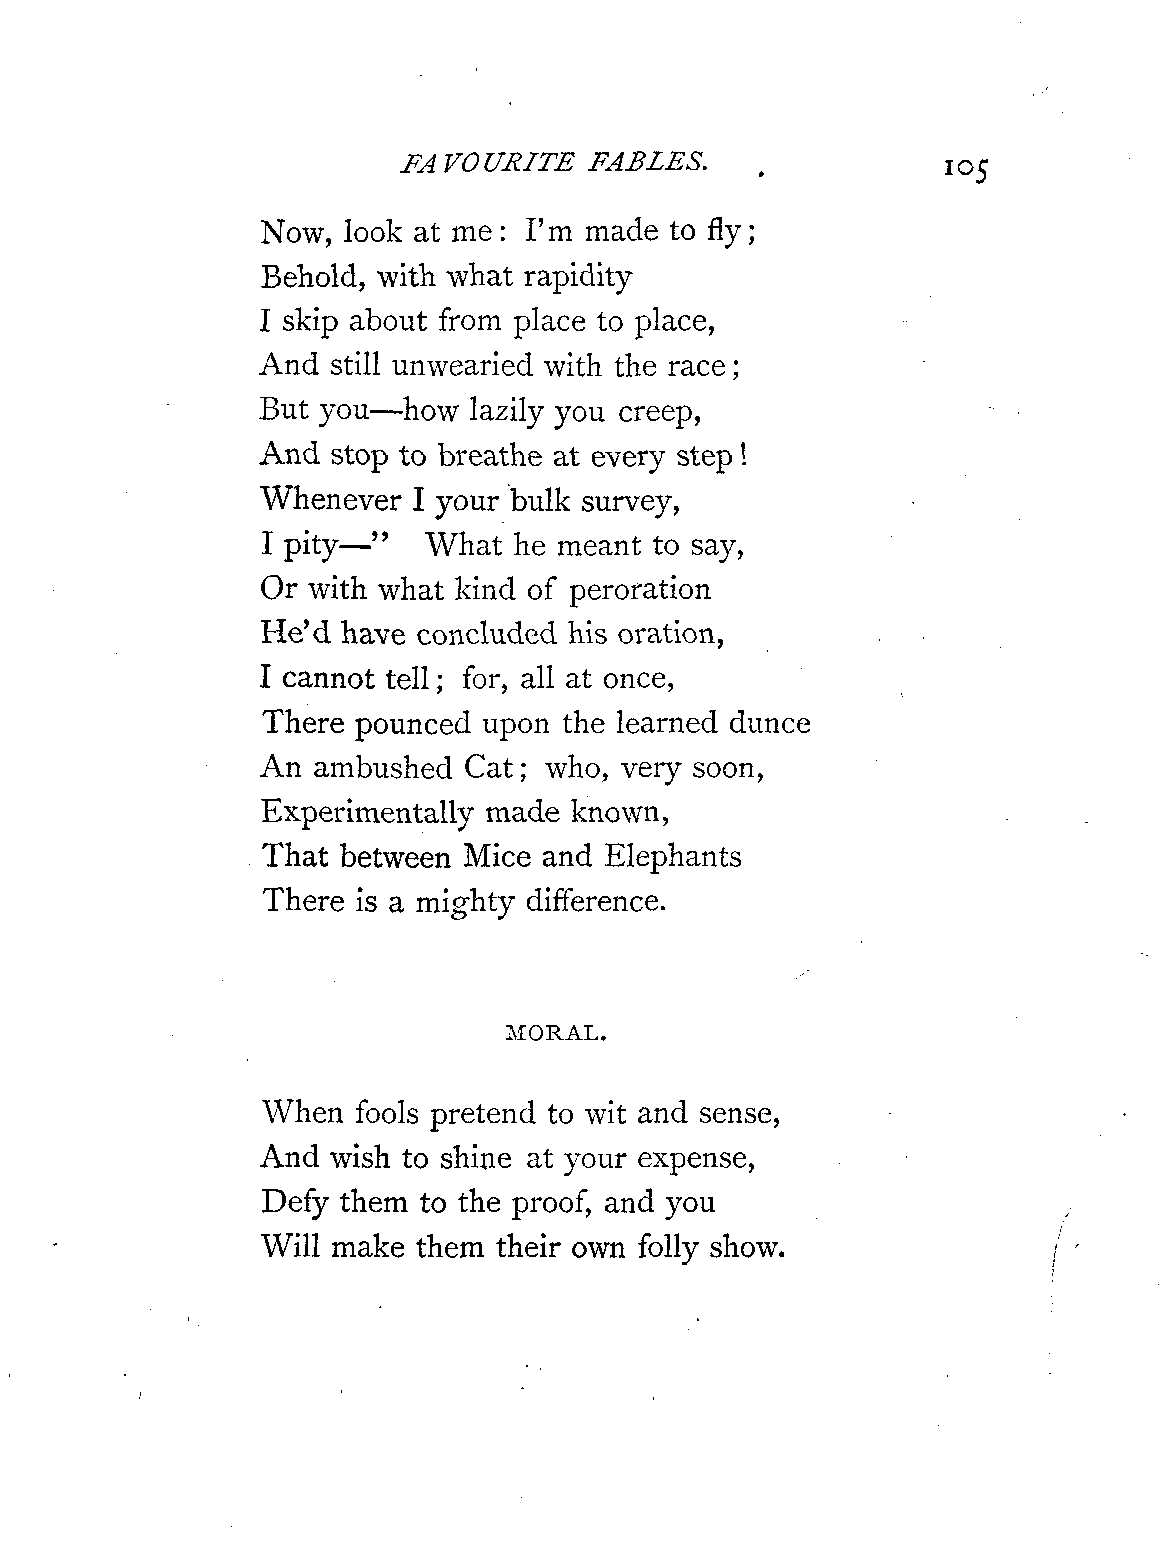 FAVOURITE FABLES. 105
Now, look at me: I'm made to fly;
Behold, with what rapidity
I skip about from place to place,
And still unwearied with the race;
But you—how lazily you creep,
And stop to breathe at every step!
Whenever I your bulk survey,
I pity—" What he meant to say,
Or with what kind of peroration
He'd have concluded his oration,
I cannot tell; for, all at once,
There pounced upon the learned dunce
An ambushed Cat; who, very soon,
Experimentally made known,
That between Mice and Elephants
There is a mighty difference.
MORAL.
When fools pretend to wit and sense,
And wish to shine at your expense,
Defy them to the proof, and you
Will make them their own folly show.